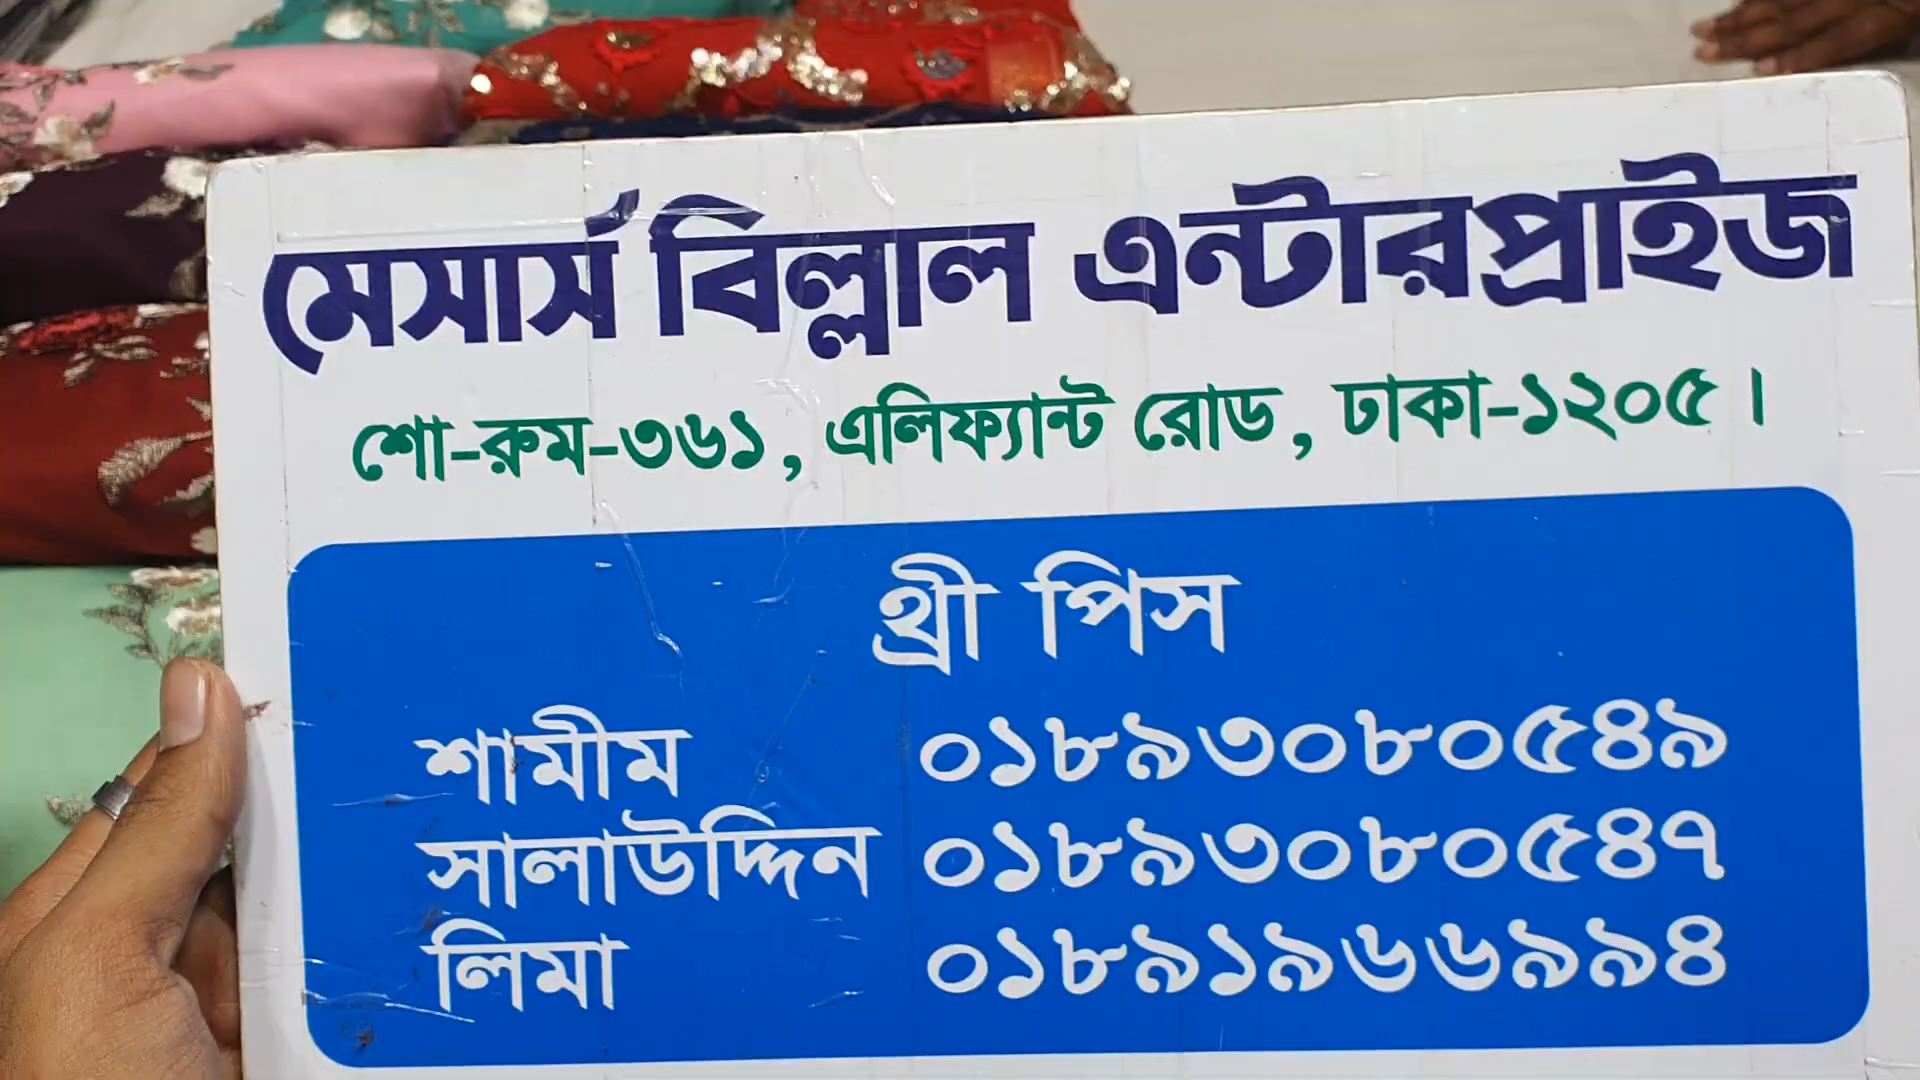 মেসার্স বিল্লাল এন্টারপ্রাইজ
শো-রুম-৩৬১, এলিফ্যান্ট রোড, ঢাকা-১২০৫।
থ্রী পিস
শামীম ০১৮৯৩০৮০৫৪৯
সালাউদ্দিন ০১৮৯৩০৮০৫৪৭
লিমা ০১৮৯১৯৬৬৯৯৪